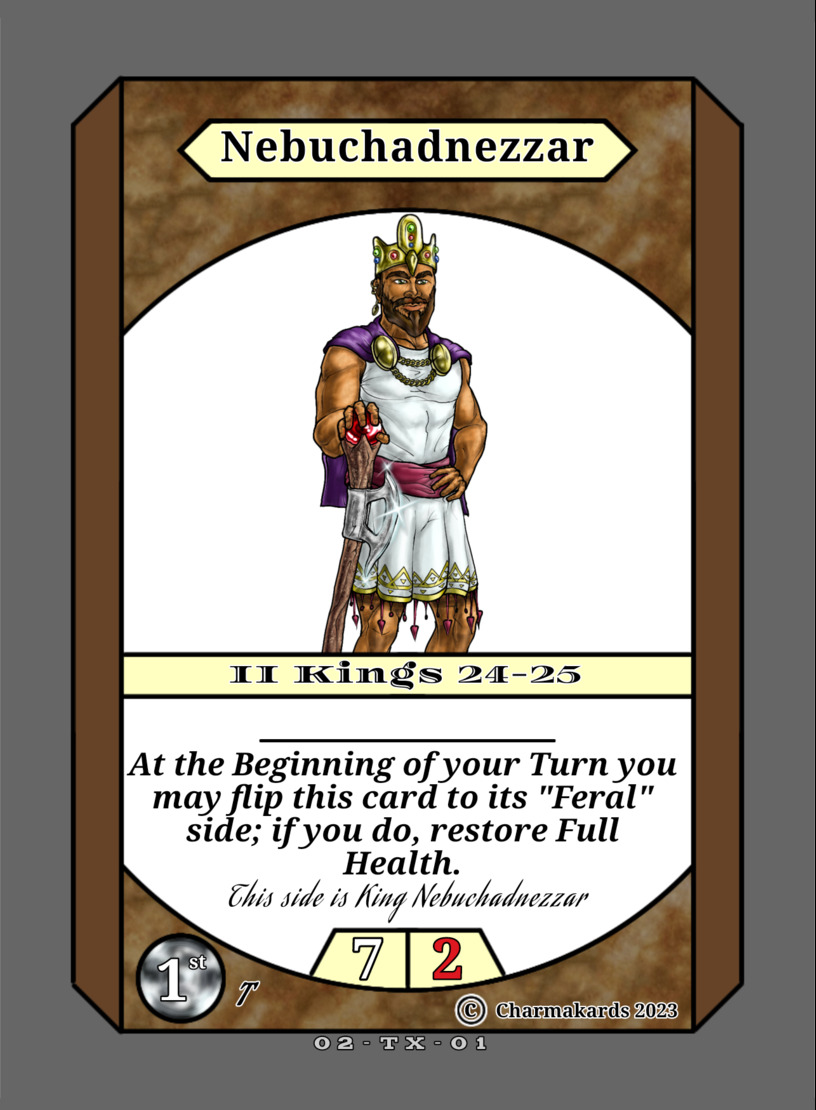 Nebuchadnezzar
II Kings 24-25
At the Beginning of your Turn you
may flip this card to its "Feral"
side; if you do, restore Full
Health.
This side is King Nebuchadnezzar
7 2
1st T
© Charmakards 2023
02-TX-01